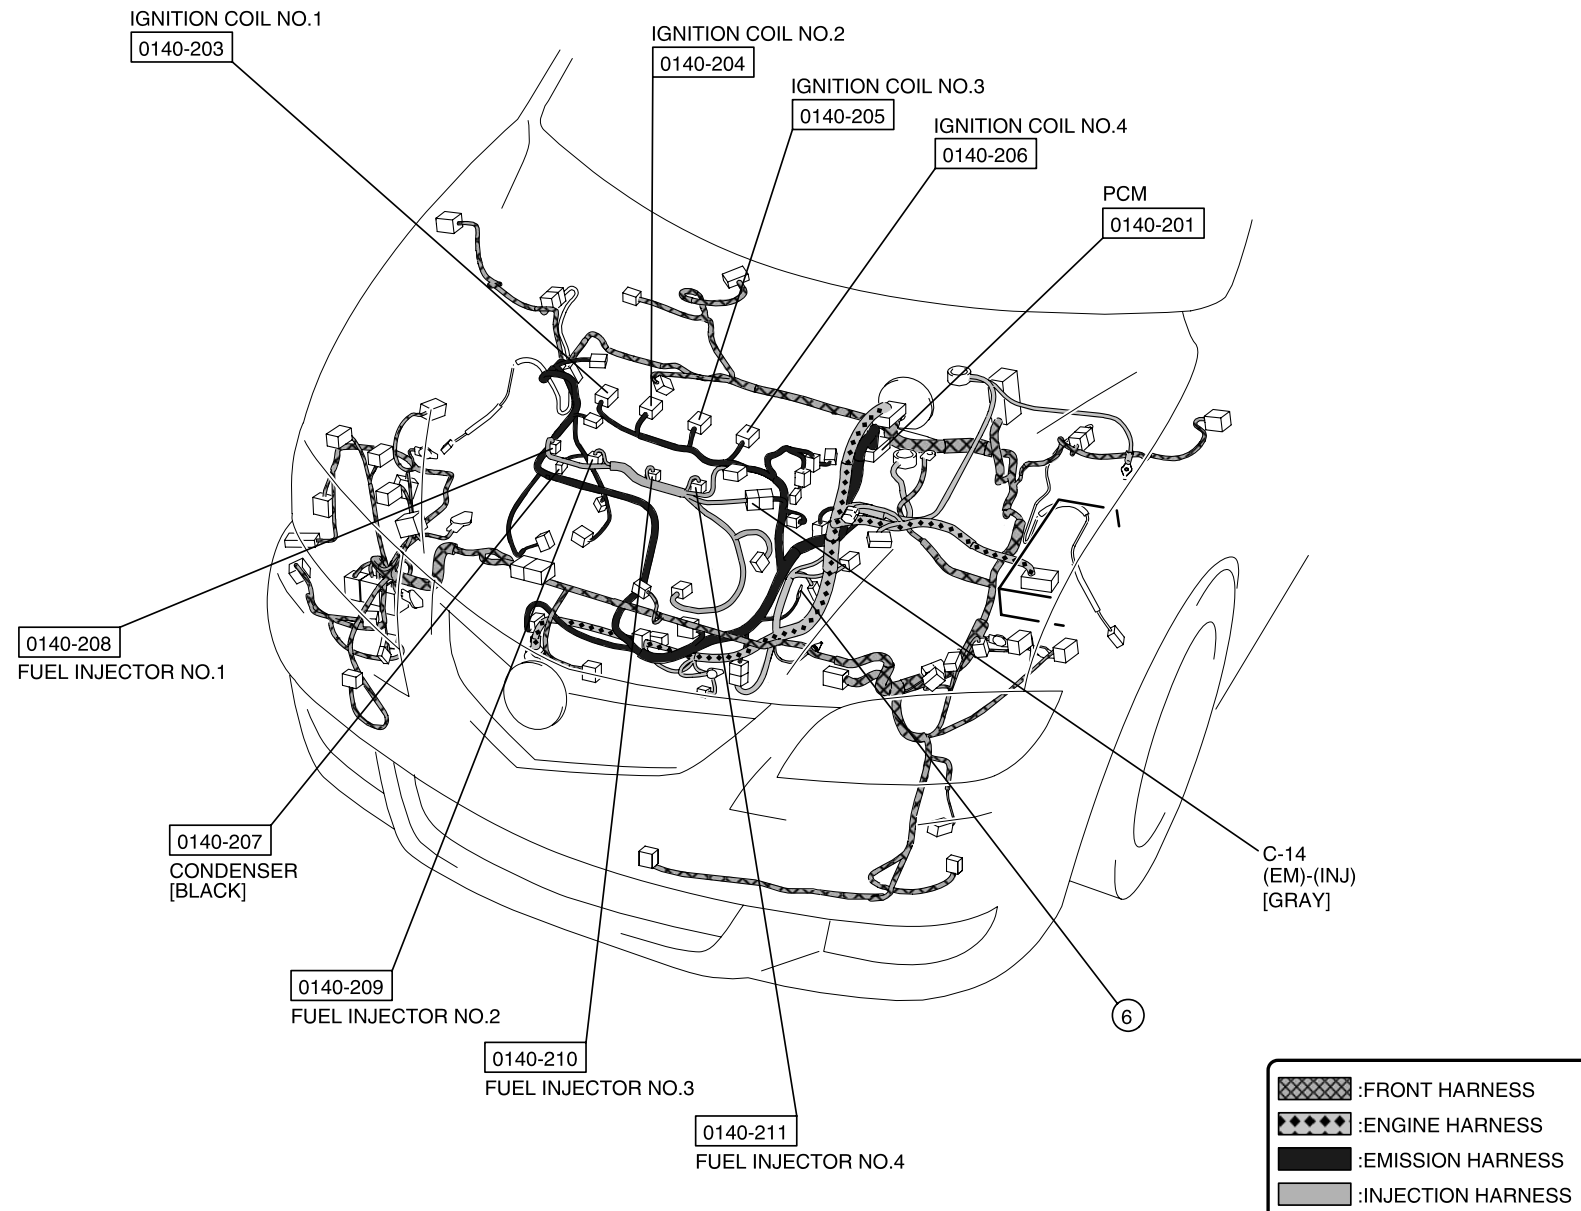 IGNITION COIL NO.1
0140-203
IGNITION COIL NO.2
0140-204
IGNITION COIL NO.3
0140-205
IGNITION COIL NO.4
0140-206
PCM
0140-201
0140-208
FUEL INJECTOR NO.1
0140-207
CONDENSER
[BLACK]
C-14
(EM)-(INJ)
[GRAY]
0140-209
FUEL INJECTOR NO.2
6
0140-210
FUEL INJECTOR NO.3
0140-211
FUEL INJECTOR NO.4
:FRONT HARNESS
:ENGINE HARNESS
:EMISSION HARNESS
:INJECTION HARNESS